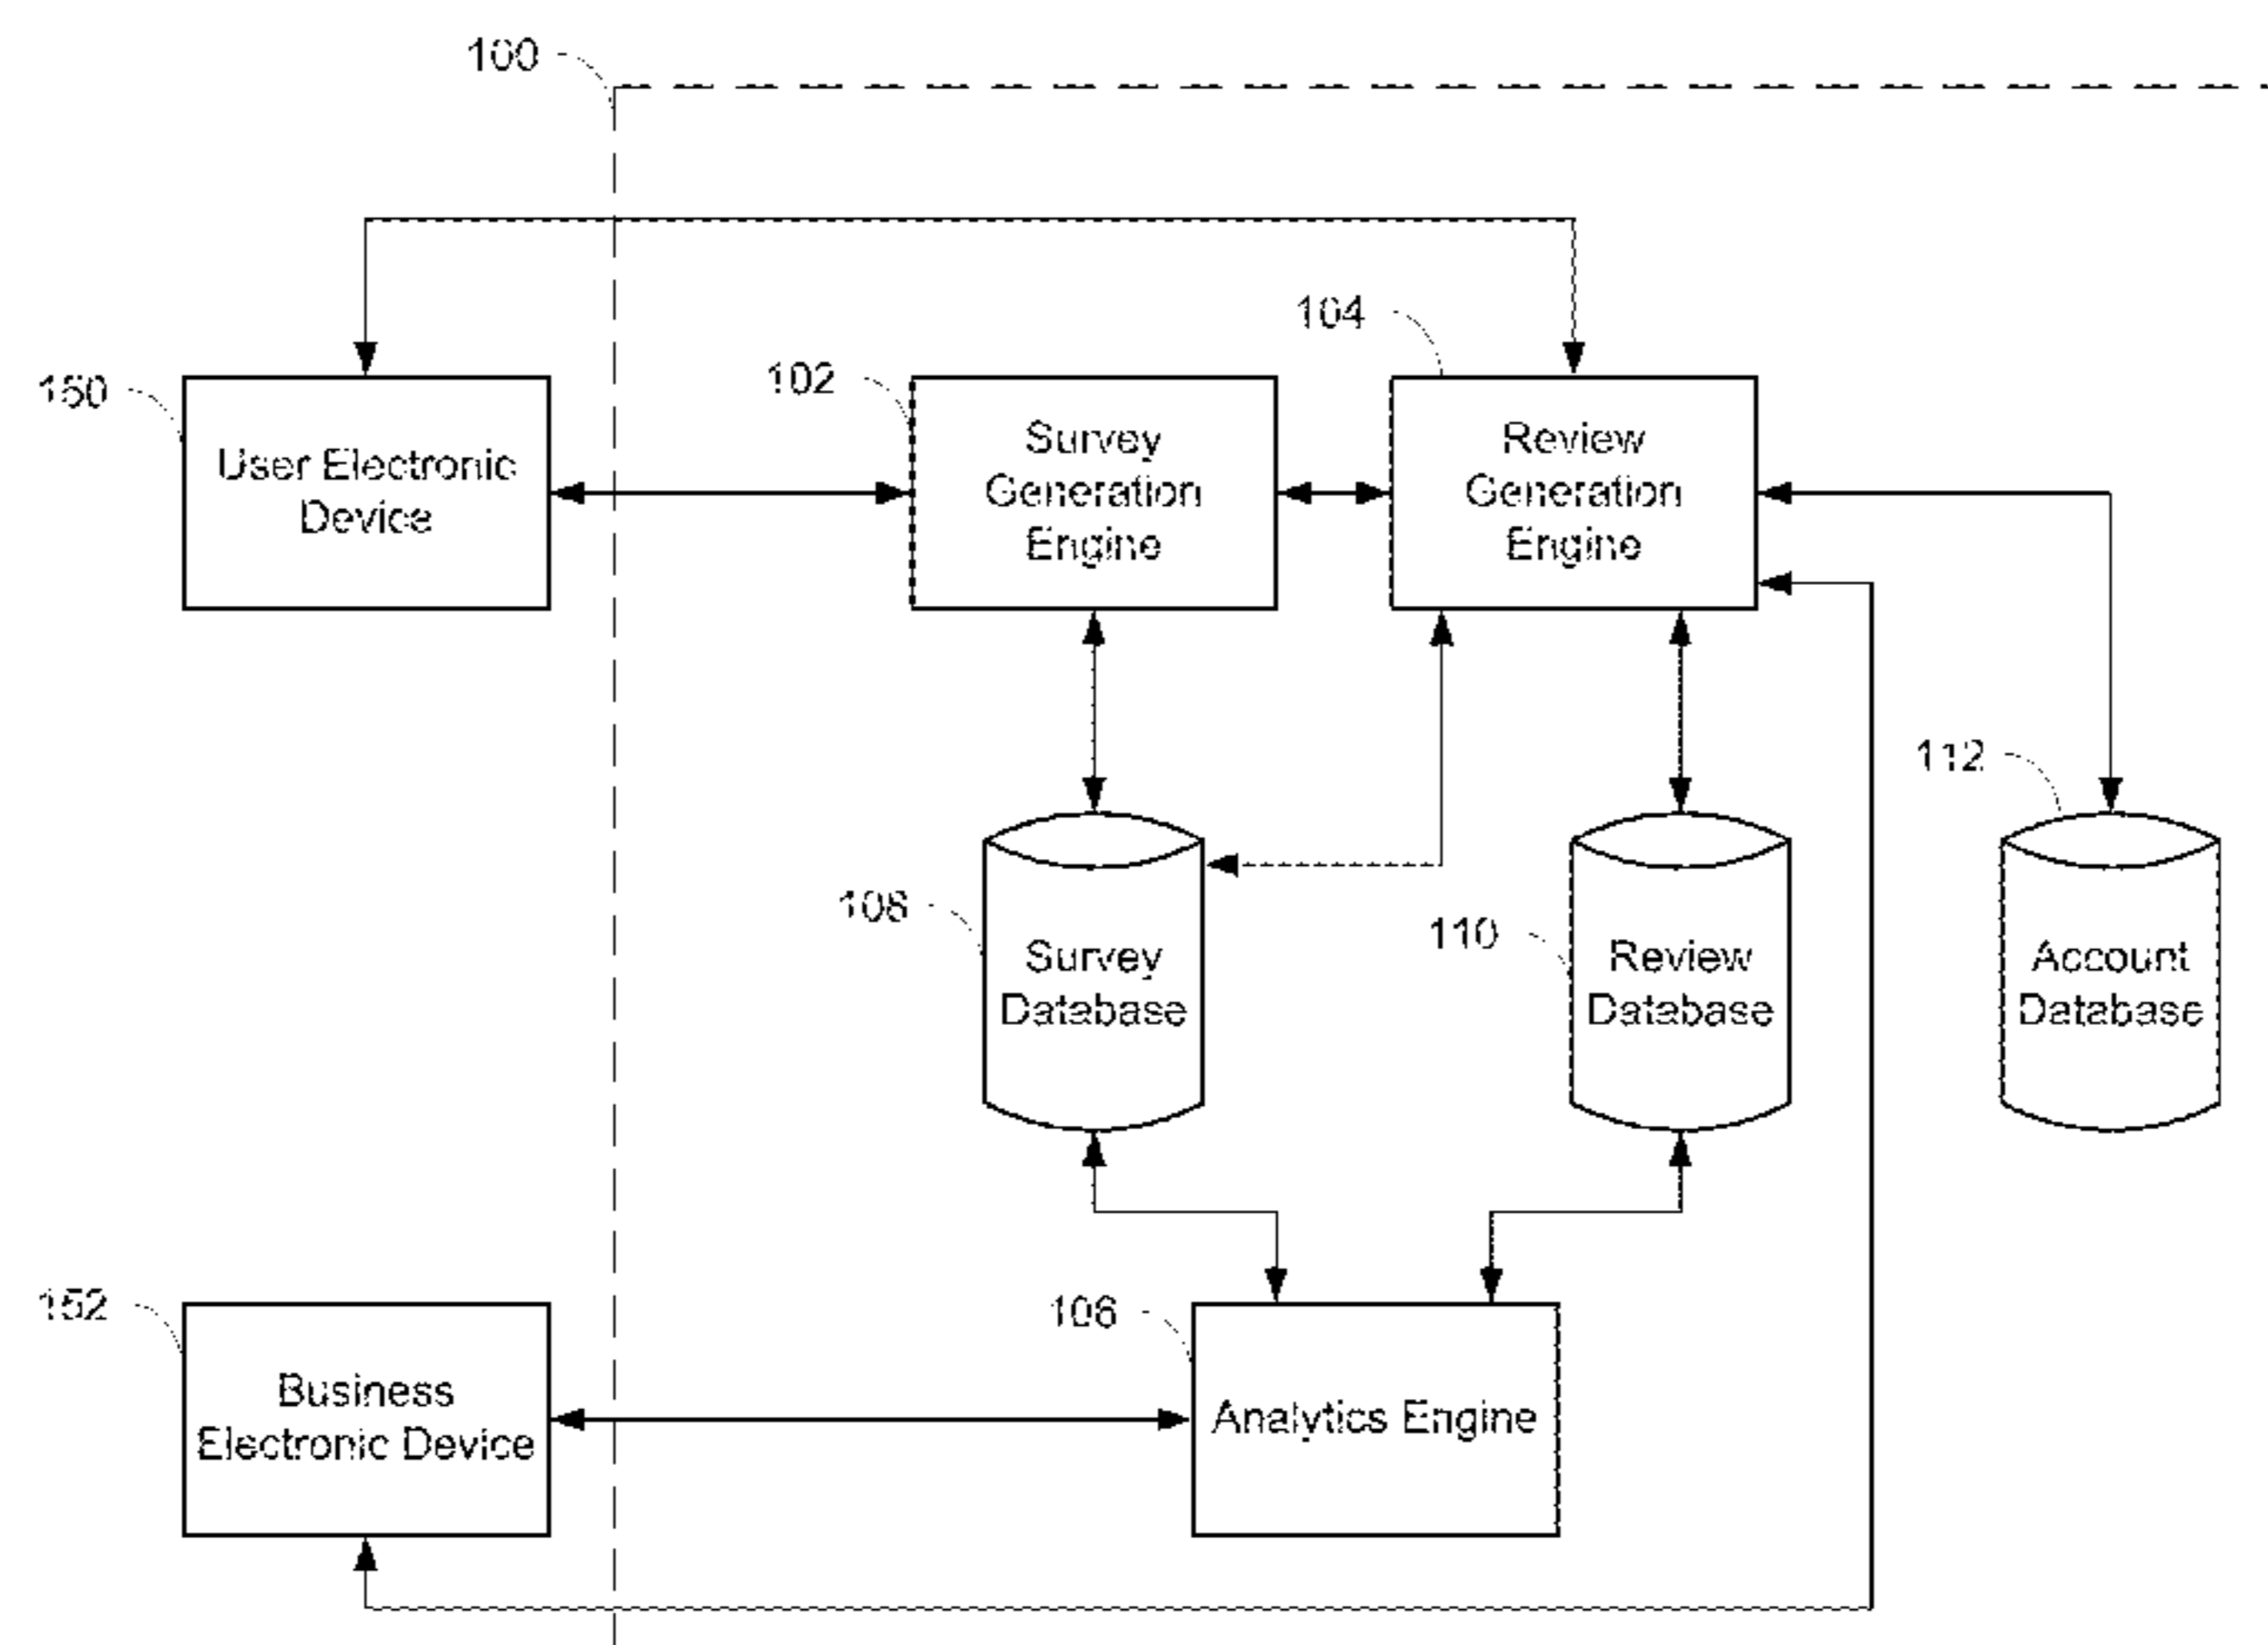 100
104
102
150
User Electronic
Device
Survey
Generation
Engine
Review
Generation
Engine
112
108
110
Survey
Database
Review
Database
Account
Database
152
106
Business
Electronic Device
Analytics Engine